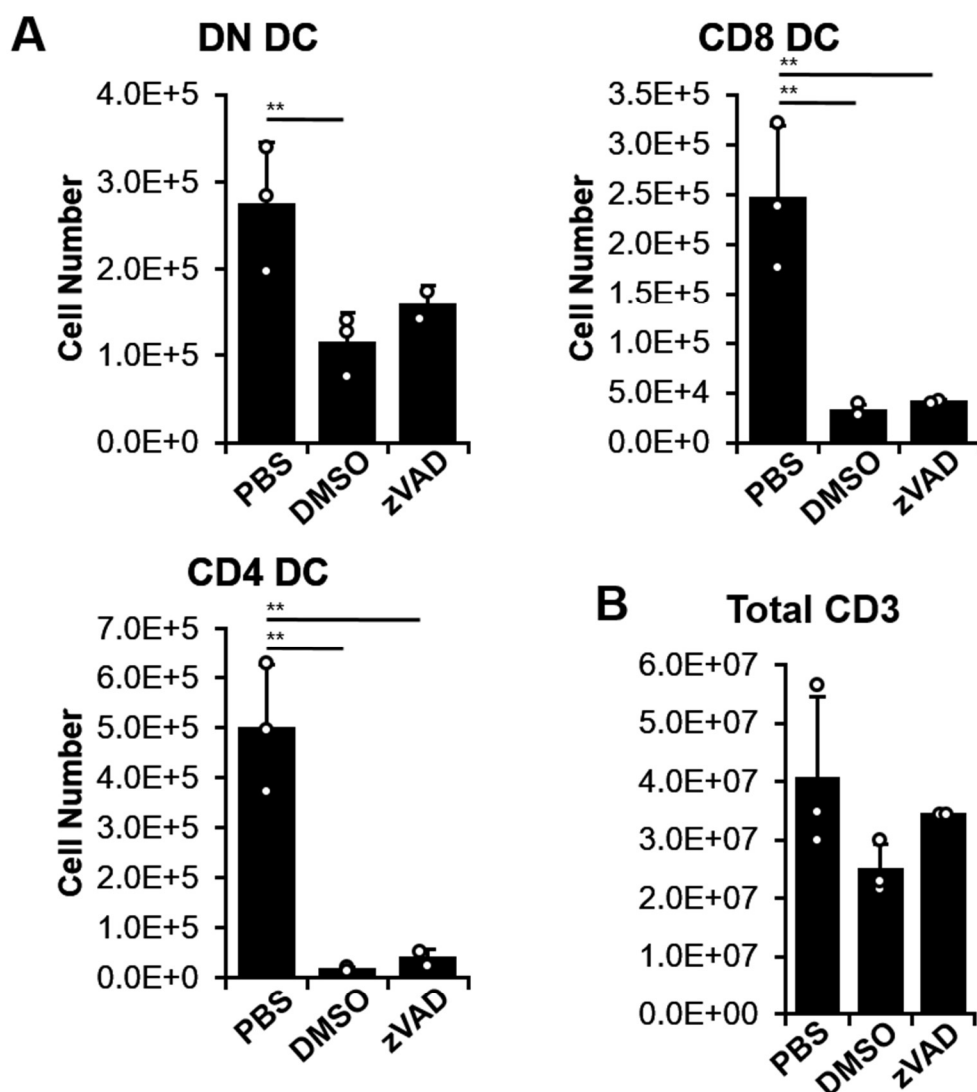 A
DN DC
Cell Number
4.0E+5
3.0E+5
2.0E+5
1.0E+5
0.0E+0
**
PBS
DMSO
zVAD
CD8 DC
Cell Number
3.5E+5
3.0E+5
2.5E+5
2.0E+5
1.5E+5
1.0E+5
5.0E+4
0.0E+0
**
**
PBS
DMSO
zVAD
CD4 DC
Cell Number
7.0E+5
6.0E+5
5.0E+5
4.0E+5
3.0E+5
2.0E+5
1.0E+5
0.0E+0
**
**
PBS
DMSO
zVAD
B
Total CD3
6.0E+07
5.0E+07
4.0E+07
3.0E+07
2.0E+07
1.0E+07
0.0E+00
PBS
DMSO
zVAD